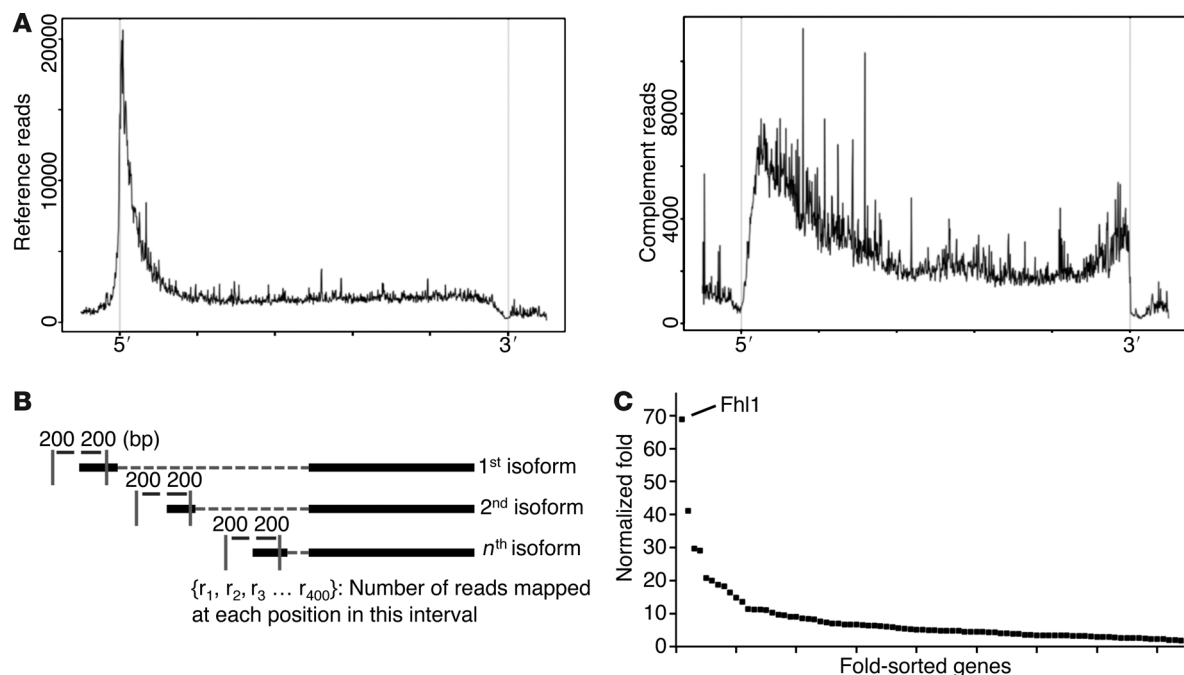 A
Reference reads
20000
10000
0
5′
3′
Complement reads
8000
4000
0
5′
3′
B
200 200 (bp)
1st isoform
200 200
2nd isoform
200 200
nth isoform
{r1, r2, r3 … r400}: Number of reads mapped
at each position in this interval
C
Normalized fold
70
60
50
40
30
20
10
0
Fhl1
Fold-sorted genes